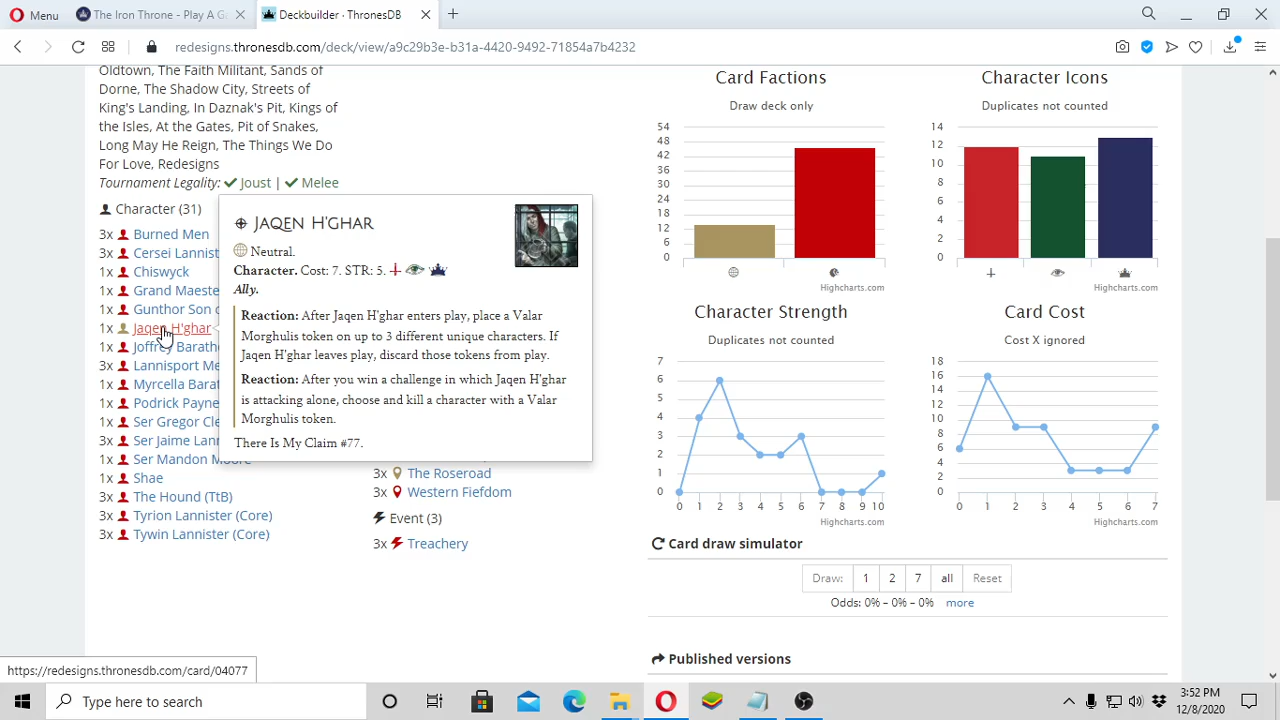 Menu
The Iron Throne - Play A G
Deckbuilder · ThronesDB
redesigns.thronesdb.com/deck/view/a9c29b3e-b31a-4420-9492-71854a7b4232
Oldtown, The Faith Militant, Sands of
Dorne, The Shadow City, Streets of
King's Landing, In Daznak's Pit, Kings of
the Isles, At the Gates, Pit of Snakes,
Long May He Reign, The Things We Do
For Love, Redesigns
Tournament Legality: ✔ Joust | ✔ Melee
Character (31)
3x Burned Men
3x Cersei Lannist
1x Chiswyck
1x Grand Maeste
1x Gunthor Son o
1x Jaqen H'ghar
1x Joffrey Barath
3x Lannisport Me
1x Myrcella Barat
1x Podrick Payne
1x Ser Gregor Cle
3x Ser Jaime Lan
1x Ser Mandon Moore
1x Shae
3x The Hound (TtB)
3x Tyrion Lannister (Core)
3x Tywin Lannister (Core)
JAQEN H'GHAR
Neutral.
Character. Cost: 7. STR: 5.
Ally.
Reaction: After Jaqen H'ghar enters play, place a Valar
Morghulis token on up to 3 different unique characters. If
Jaqen H'ghar leaves play, discard those tokens from play.
Reaction: After you win a challenge in which Jaqen H'ghar
is attacking alone, choose and kill a character with a Valar
Morghulis token.
There Is My Claim #77.
3x The Roseroad
3x Western Fiefdom
Event (3)
3x Treachery
Card Factions
Draw deck only
54
48
42
36
30
24
18
12
6
0
Highcharts.com
Character Icons
Duplicates not counted
14
12
10
8
6
4
2
0
Highcharts.com
Character Strength
Duplicates not counted
7
6
5
4
3
2
1
0
0 1 2 3 4 5 6 7 8 10
Highcharts.com
Card Cost
Cost X ignored
18
16
14
12
10
8
6
4
2
0
0 1 2 3 4 5 6 7
Highcharts.com
Card draw simulator
Draw: 1 2 7 all Reset
Odds: 0% – 0% – 0% more
Published versions
https://redesigns.thronesdb.com/card/04077
Type here to search
3:52 PM
12/8/2020